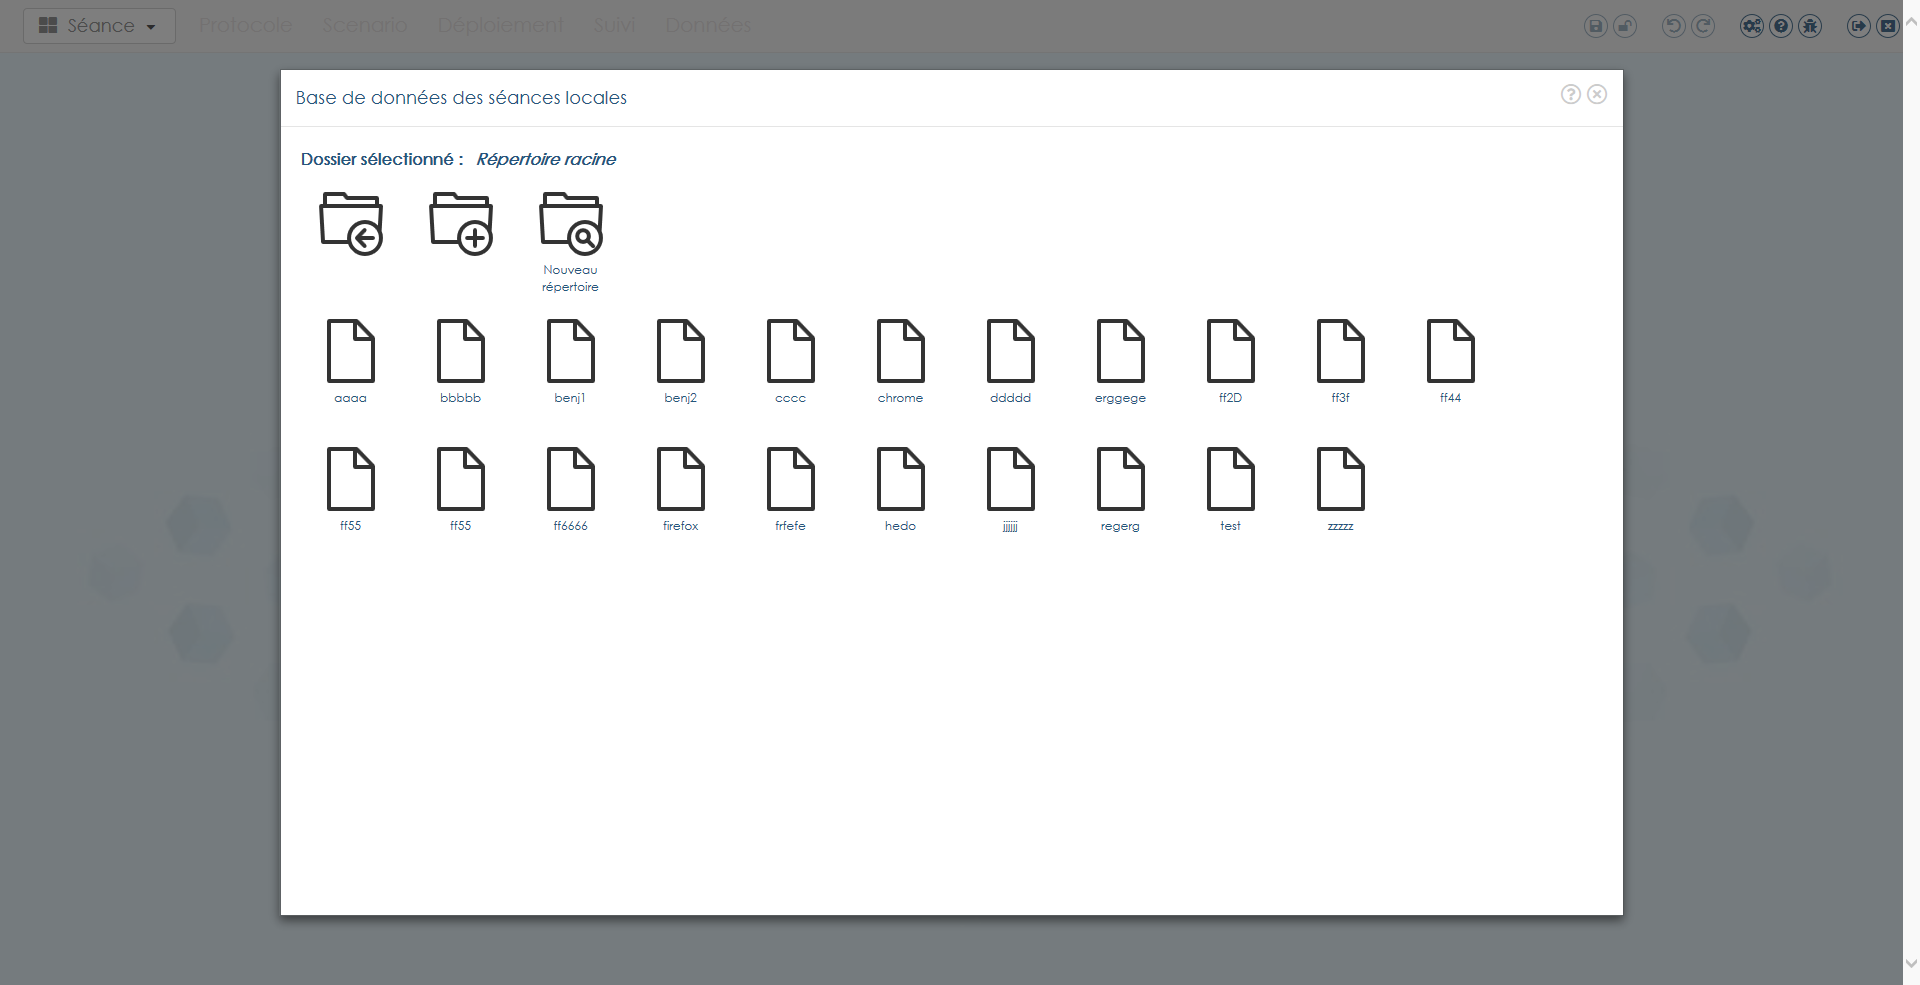 Séance Protocole Scenario Déploiement Suivi Données
Base de données des séances locales
Dossier sélectionné : Répertoire racine
Nouveau
répertoire
aaaa bbbbb benj1 benj2 cccc chrome ddddd erggege ff2D ff3f ff44
ff55 ff55 ff6666 firefox frfefe hedo jjjjjj regerg test zzzzz